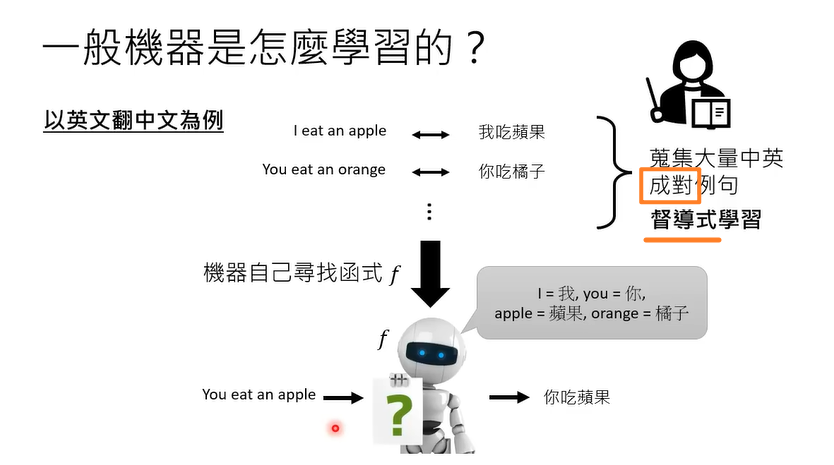 一般機器是怎麼學習的？
以英文翻中文為例
I eat an apple 我吃蘋果
You eat an orange 你吃橘子
⋮
蒐集大量中英
成對例句
督導式學習
機器自己尋找函式 f
I = 我, you = 你,
apple = 蘋果, orange = 橘子
f
You eat an apple ? 你吃蘋果